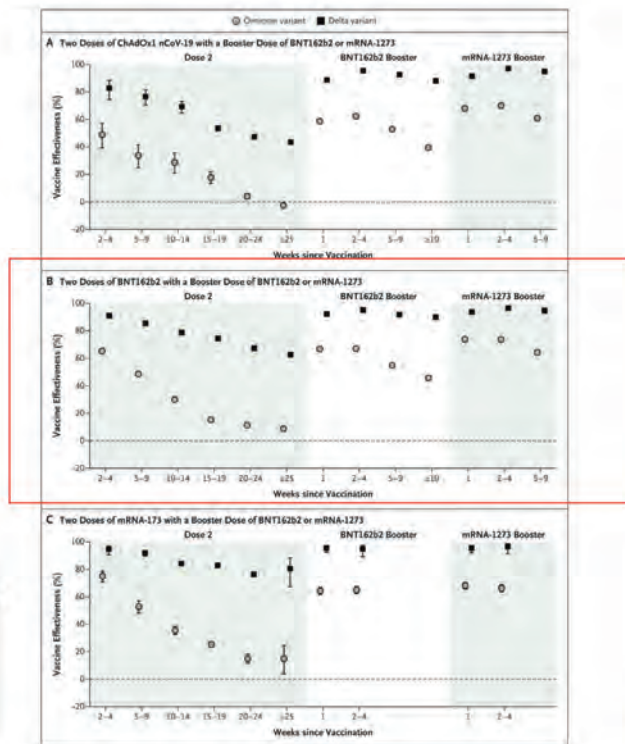 Omicron variant Delta variant
A Two Doses of ChAdOx1 nCoV-19 with a Booster Dose of BNT162b2 or mRNA-1273
Dose 2 BNT162b2 Booster mRNA-1273 Booster
Vaccine Effectiveness (%)
100
80
60
40
20
0
-20
2–4 5–9 10–14 15–19 20–24 ≥25 1 2–4 5–9 ≥10 1 2–4 5–9
Weeks since Vaccination
B Two Doses of BNT162b2 with a Booster Dose of BNT162b2 or mRNA-1273
Dose 2 BNT162b2 Booster mRNA-1273 Booster
Vaccine Effectiveness (%)
100
80
60
40
20
0
-20
2–4 5–9 10–14 15–19 20–24 ≥25 1 2–4 5–9 ≥10 1 2–4 5–9
Weeks since Vaccination
C Two Doses of mRNA-173 with a Booster Dose of BNT162b2 or mRNA-1273
Dose 2 BNT162b2 Booster mRNA-1273 Booster
Vaccine Effectiveness (%)
100
80
60
40
20
0
-20
2–4 5–9 10–14 15–19 20–24 ≥25 1 2–4 1 2–4
Weeks since Vaccination